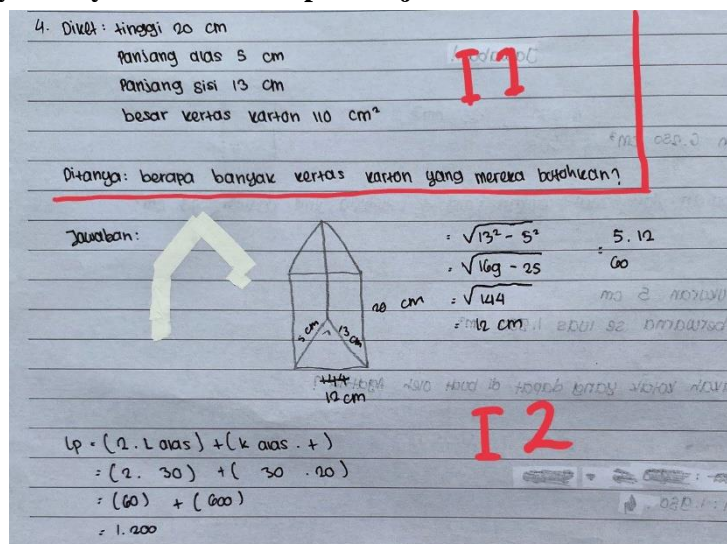 4. Diket: tinggi 20 cm
Panjang alas 5 cm
Panjang sisi 13 cm
besar kertas karton 110 cm²
I1
Ditanya: berapa banyak kertas karton yang mereka butuhkan?
Jawaban:
= √13² - 5²
= √169 - 25
= √144
= 12 cm
= 5.12
60
20 cm
5 cm
13 cm
144
12 cm
I2
Lp = (2. L alas) + (k alas . t)
= (2. 30) + ( 30 . 20)
= (60) + (600)
= 1.200